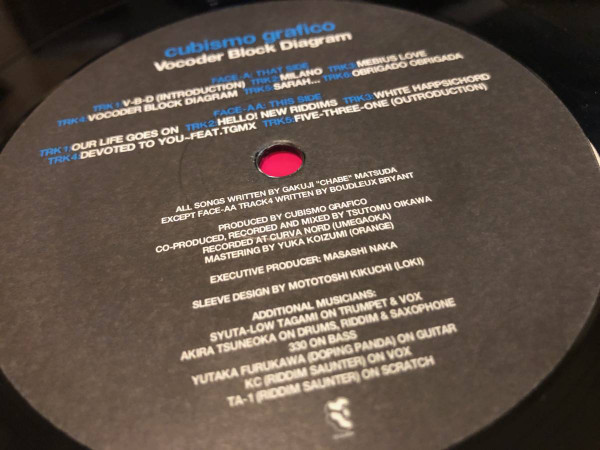 cubismo grafico
Vocoder Block Diagram
FACE-A: THAT SIDE
TRK1: V-B-D (INTRODUCTION) TRK2: MILANO TRK3: MEBIUS LOVE
TRK4: VOCODER BLOCK DIAGRAM TRK5: SARAH... TRK6: OBRIGADO OBRIGADA
FACE-AA: THIS SIDE
TRK1: OUR LIFE GOES ON TRK2: HELLO! NEW RIDDIMS TRK3: WHITE HARPSICHORD
TRK4: DEVOTED TO YOU~FEAT.TGMX TRK5: FIVE-THREE-ONE (OUTRODUCTION)
ALL SONGS WRITTEN BY GAKUJI "CHABE" MATSUDA
EXCEPT FACE-AA TRACK4 WRITTEN BY BOUDLEUX BRYANT
PRODUCED BY CUBISMO GRAFICO
CO-PRODUCED, RECORDED AND MIXED BY TSUTOMU OIKAWA
RECORDED AT CURVA NORD (UMEGAOKA)
MASTERING BY YUKA KOIZUMI (ORANGE)
EXECUTIVE PRODUCER: MASASHI NAKA
SLEEVE DESIGN BY MOTOTOSHI KIKUCHI (LOKI)
ADDITIONAL MUSICIANS:
SYUTA-LOW TAGAMI ON TRUMPET & VOX
AKIRA TSUNEOKA ON DRUMS, RIDDIM & SAXOPHONE
330 ON BASS
YUTAKA FURUKAWA (DOPING PANDA) ON GUITAR
KC (RIDDIM SAUNTER) ON VOX
TA-1 (RIDDIM SAUNTER) ON SCRATCH